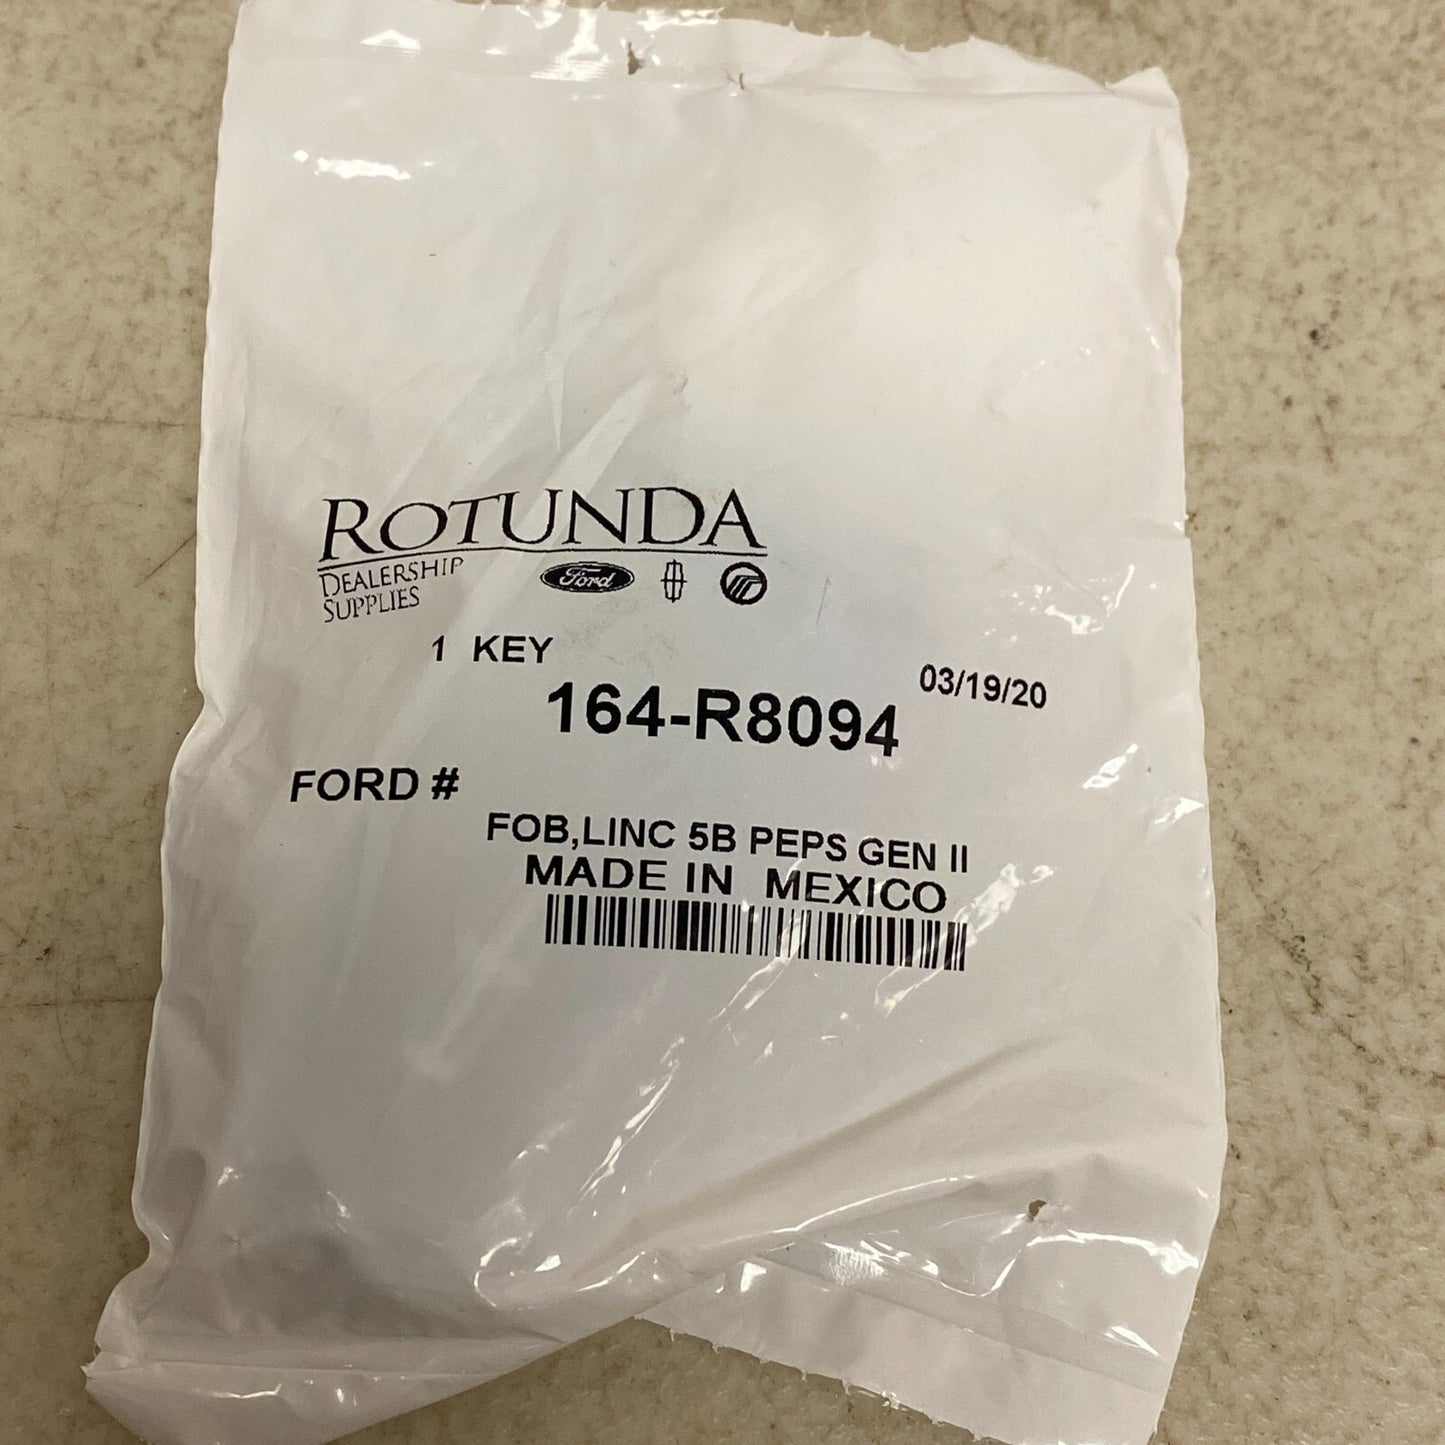 ROTUNDA
DEALERSHIP
SUPPLIES
Ford
1 KEY
03/19/20
164-R8094
FORD #
FOB,LINC 5B PEPS GEN II
MADE IN MEXICO